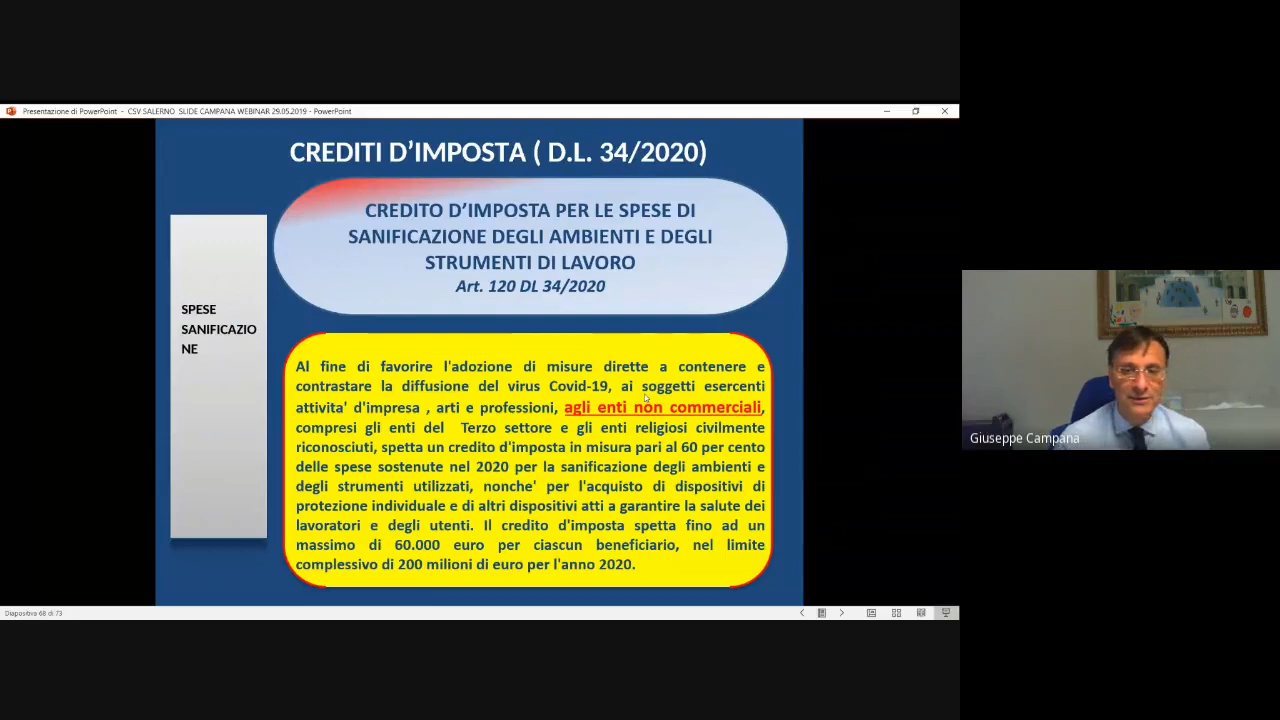 Presentazione di PowerPoint - CSV SALERNO SLIDE CAMPANA WEBINAR 29.05.2019 - PowerPoint
CREDITI D’IMPOSTA ( D.L. 34/2020)
CREDITO D’IMPOSTA PER LE SPESE DI
SANIFICAZIONE DEGLI AMBIENTI E DEGLI
STRUMENTI DI LAVORO
Art. 120 DL 34/2020
SPESE
SANIFICAZIO
NE
Al fine di favorire l'adozione di misure dirette a contenere e
contrastare la diffusione del virus Covid-19, ai soggetti esercenti
attivita' d'impresa , arti e professioni, agli enti non commerciali,
compresi gli enti del Terzo settore e gli enti religiosi civilmente
riconosciuti, spetta un credito d'imposta in misura pari al 60 per cento
delle spese sostenute nel 2020 per la sanificazione degli ambienti e
degli strumenti utilizzati, nonche' per l'acquisto di dispositivi di
protezione individuale e di altri dispositivi atti a garantire la salute dei
lavoratori e degli utenti. Il credito d'imposta spetta fino ad un
massimo di 60.000 euro per ciascun beneficiario, nel limite
complessivo di 200 milioni di euro per l'anno 2020.
Diapositiva 68 di 73
Giuseppe Campana